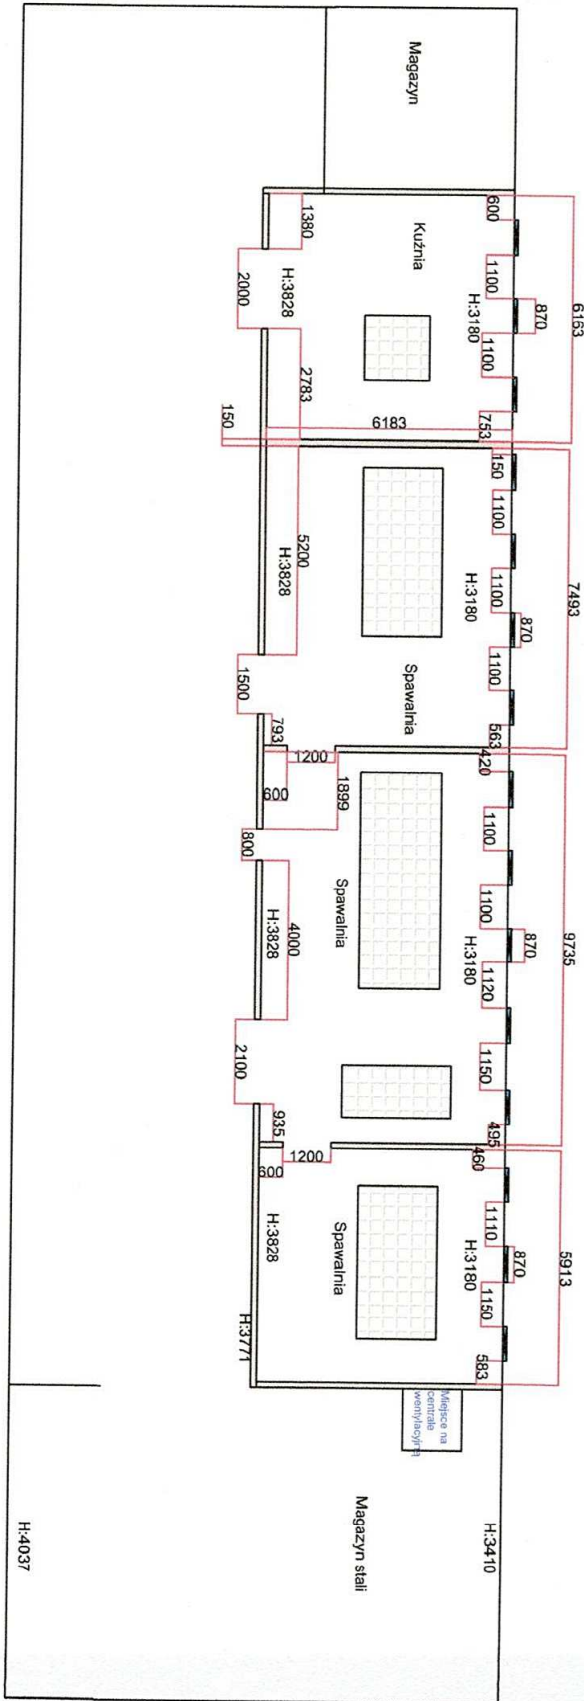 Magazyn
600
1380
Kuźnia
1100
6163
870
H:3180
H:3828
2000
1100
2783
6183
753
150
150
1100
7493
5200
H:3828
H:3180
1100
870
1100
Spawalnia
1500
563
793
1200
420
600
1899
1100
800
Spawalnia
1100
9735
4000
H:3828
870
H:3180
1120
2100
1150
935
495
1200
460
600
1110
5913
H:3828
Spawalnia
H:3180
870
1150
H:3771
583
Miejsce na
centrale
wentylacyjną
Magazyn stali
H:3410
H:4037